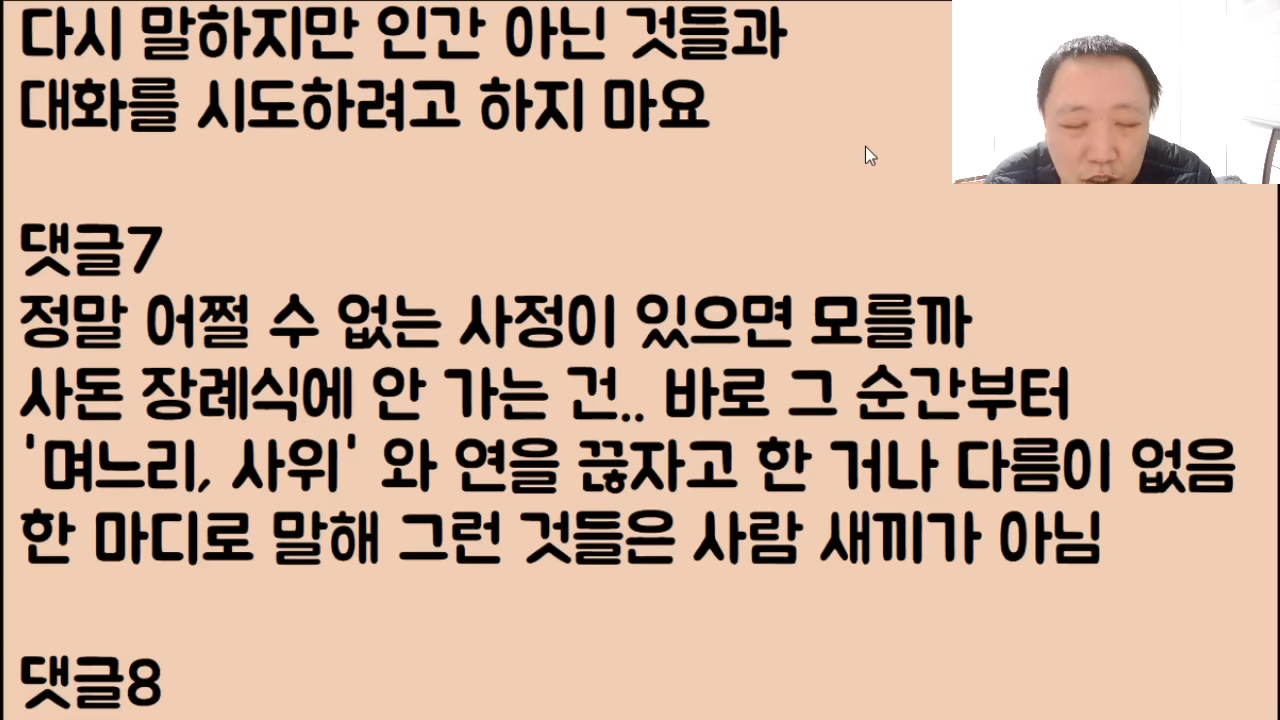 다시 말하지만 인간 아닌 것들과
대화를 시도하려고 하지 마요
댓글7
정말 어쩔 수 없는 사정이 있으면 모를까
사돈 장례식에 안 가는 건.. 바로 그 순간부터
'며느리, 사위' 와 연을 끊자고 한 거나 다름이 없음
한 마디로 말해 그런 것들은 사람 새끼가 아님
댓글8